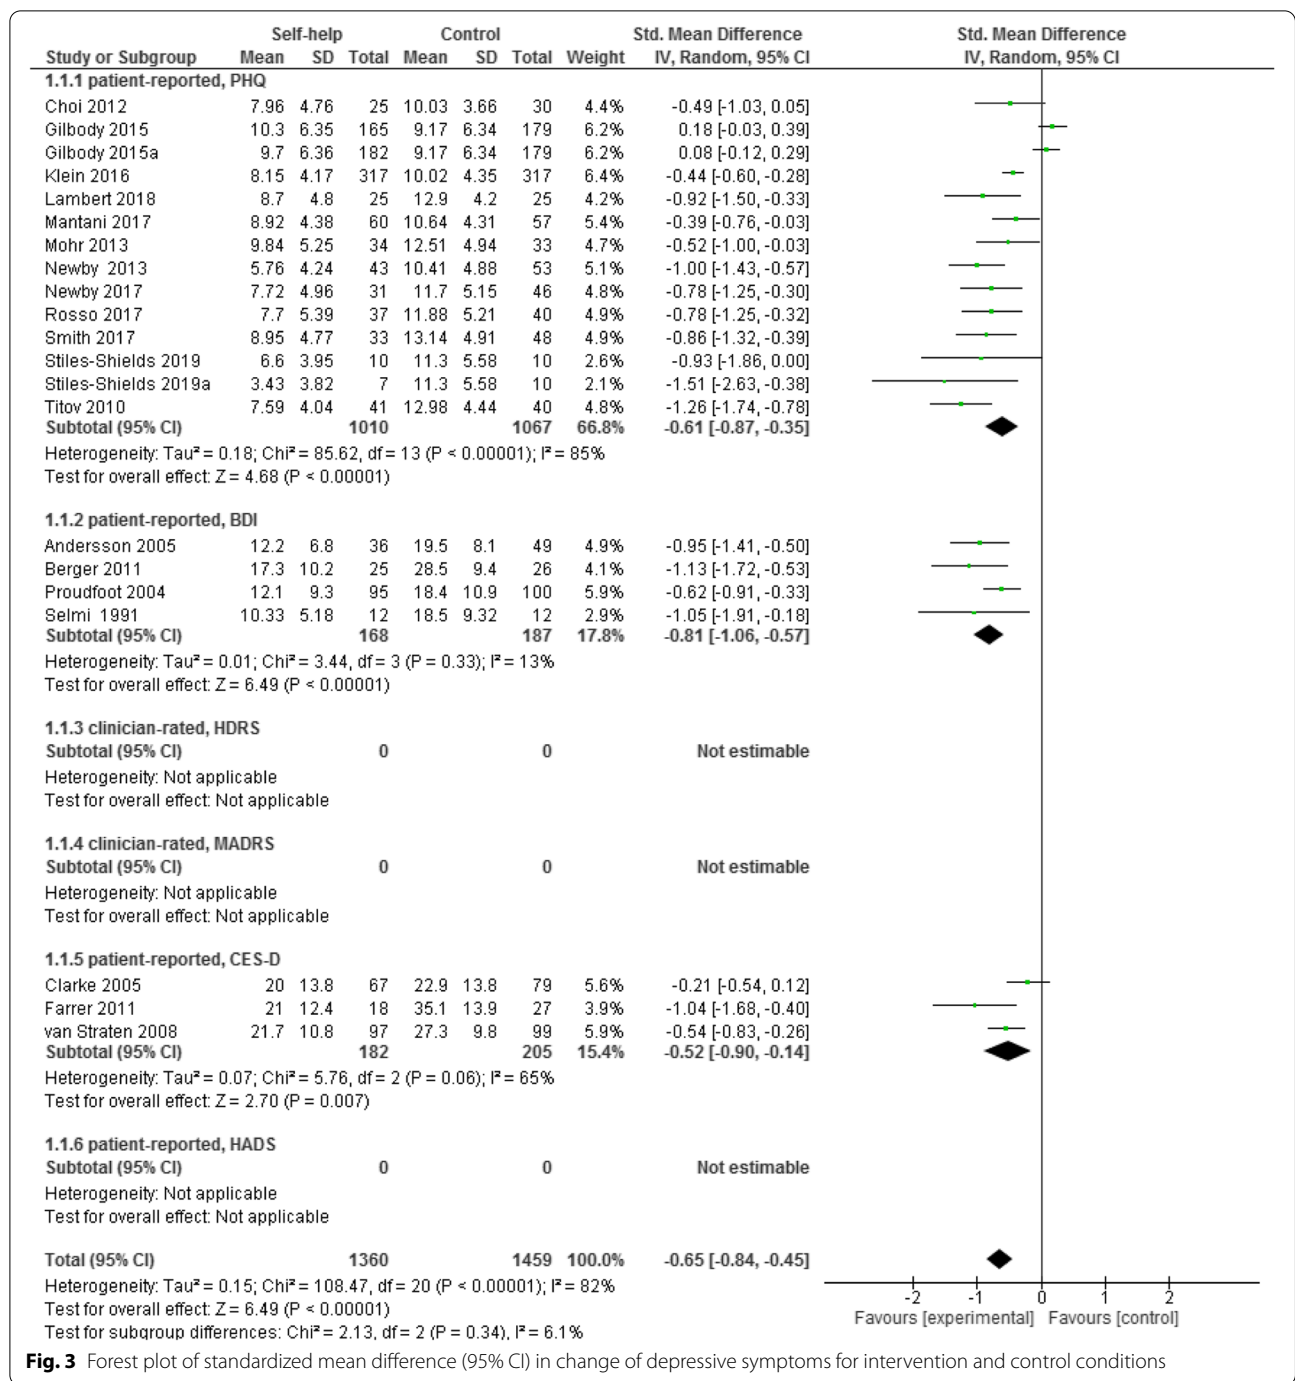 Self-help Control Std. Mean Difference Std. Mean Difference
Study or Subgroup Mean SD Total Mean SD Total Weight IV, Random, 95% CI IV, Random, 95% CI
1.1.1 patient-reported, PHQ
Choi 2012 7.96 4.76 25 10.03 3.66 30 4.4% -0.49 [-1.03, 0.05]
Gilbody 2015 10.3 6.35 165 9.17 6.34 179 6.2% 0.18 [-0.03, 0.39]
Gilbody 2015a 9.7 6.36 182 9.17 6.34 179 6.2% 0.08 [-0.12, 0.29]
Klein 2016 8.15 4.17 317 10.02 4.35 317 6.4% -0.44 [-0.60, -0.28]
Lambert 2018 8.7 4.8 25 12.9 4.2 25 4.2% -0.92 [-1.50, -0.33]
Mantani 2017 8.92 4.38 60 10.64 4.31 57 5.4% -0.39 [-0.76, -0.03]
Mohr 2013 9.84 5.25 34 12.51 4.94 33 4.7% -0.52 [-1.00, -0.03]
Newby 2013 5.76 4.24 43 10.41 4.88 53 5.1% -1.00 [-1.43, -0.57]
Newby 2017 7.72 4.96 31 11.7 5.15 46 4.8% -0.78 [-1.25, -0.30]
Rosso 2017 7.7 5.39 37 11.88 5.21 40 4.9% -0.78 [-1.25, -0.32]
Smith 2017 8.95 4.77 33 13.14 4.91 48 4.9% -0.86 [-1.32, -0.39]
Stiles-Shields 2019 6.6 3.95 10 11.3 5.58 10 2.6% -0.93 [-1.86, 0.00]
Stiles-Shields 2019a 3.43 3.82 7 11.3 5.58 10 2.1% -1.51 [-2.63, -0.38]
Titov 2010 7.59 4.04 41 12.98 4.44 40 4.8% -1.26 [-1.74, -0.78]
Subtotal (95% CI) 1010 1067 66.8% -0.61 [-0.87, -0.35]
Heterogeneity: Tau² = 0.18; Chi² = 85.62, df = 13 (P < 0.00001); I² = 85%
Test for overall effect: Z = 4.68 (P < 0.00001)
1.1.2 patient-reported, BDI
Andersson 2005 12.2 6.8 36 19.5 8.1 49 4.9% -0.95 [-1.41, -0.50]
Berger 2011 17.3 10.2 25 28.5 9.4 26 4.1% -1.13 [-1.72, -0.53]
Proudfoot 2004 12.1 9.3 95 18.4 10.9 100 5.9% -0.62 [-0.91, -0.33]
Selmi 1991 10.33 5.18 12 18.5 9.32 12 2.9% -1.05 [-1.91, -0.18]
Subtotal (95% CI) 168 187 17.8% -0.81 [-1.06, -0.57]
Heterogeneity: Tau² = 0.01; Chi² = 3.44, df = 3 (P = 0.33); I² = 13%
Test for overall effect: Z = 6.49 (P < 0.00001)
1.1.3 clinician-rated, HDRS
Subtotal (95% CI) 0 0 Not estimable
Heterogeneity: Not applicable
Test for overall effect: Not applicable
1.1.4 clinician-rated, MADRS
Subtotal (95% CI) 0 0 Not estimable
Heterogeneity: Not applicable
Test for overall effect: Not applicable
1.1.5 patient-reported, CES-D
Clarke 2005 20 13.8 67 22.9 13.8 79 5.6% -0.21 [-0.54, 0.12]
Farrer 2011 21 12.4 18 35.1 13.9 27 3.9% -1.04 [-1.68, -0.40]
van Straten 2008 21.7 10.8 97 27.3 9.8 99 5.9% -0.54 [-0.83, -0.26]
Subtotal (95% CI) 182 205 15.4% -0.52 [-0.90, -0.14]
Heterogeneity: Tau² = 0.07; Chi² = 5.76, df = 2 (P = 0.06); I² = 65%
Test for overall effect: Z = 2.70 (P = 0.007)
1.1.6 patient-reported, HADS
Subtotal (95% CI) 0 0 Not estimable
Heterogeneity: Not applicable
Test for overall effect: Not applicable
Total (95% CI) 1360 1459 100.0% -0.65 [-0.84, -0.45]
Heterogeneity: Tau² = 0.15; Chi² = 108.47, df = 20 (P < 0.00001); I² = 82%
Test for overall effect: Z = 6.49 (P < 0.00001)
Test for subgroup differences: Chi² = 2.13, df = 2 (P = 0.34), I² = 6.1%
-2 -1 0 1 2
Favours [experimental] Favours [control]
Fig. 3 Forest plot of standardized mean difference (95% CI) in change of depressive symptoms for intervention and control conditions